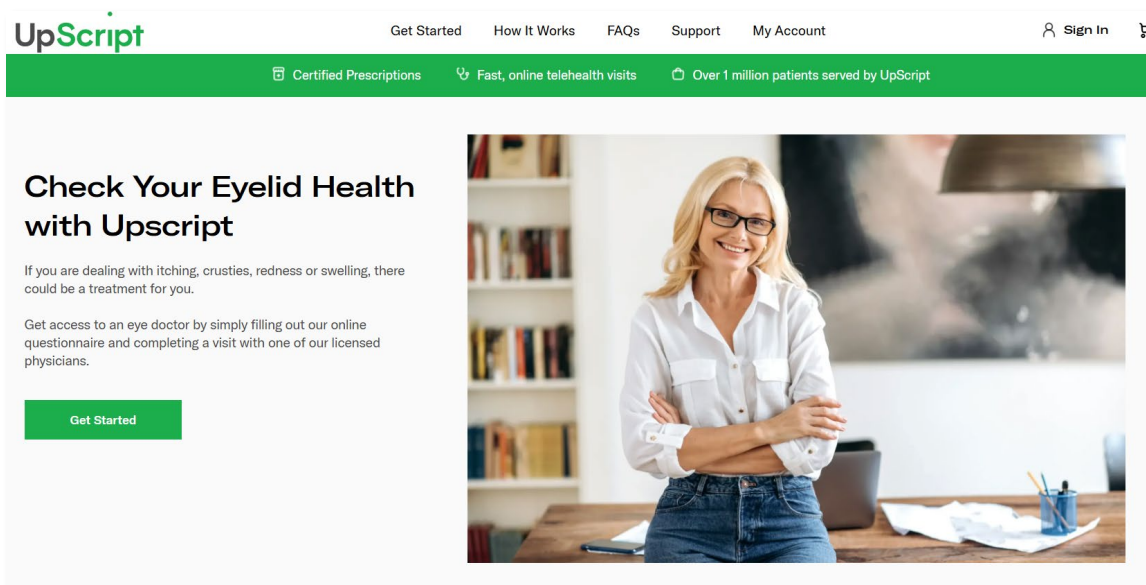 UpScript
Get Started
How It Works
FAQs
Support
My Account
Sign In
Certified Prescriptions
Fast, online telehealth visits
Over 1 million patients served by UpScript
Check Your Eyelid Health
with Upscript
If you are dealing with itching, crusties, redness or swelling, there
could be a treatment for you.
Get access to an eye doctor by simply filling out our online
questionnaire and completing a visit with one of our licensed
physicians.
Get Started